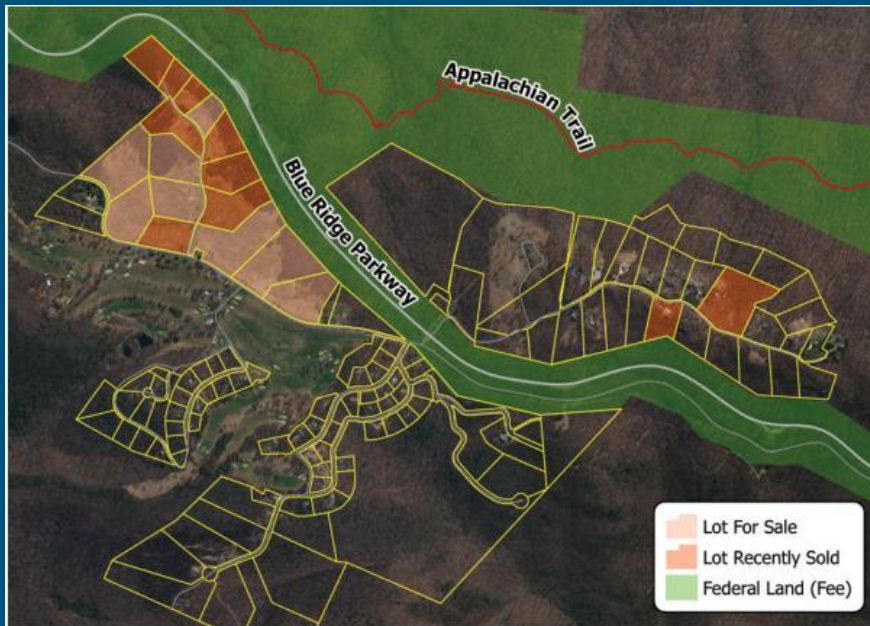 Appalachian Trail
Blue Ridge Parkway
Lot For Sale
Lot Recently Sold
Federal Land (Fee)